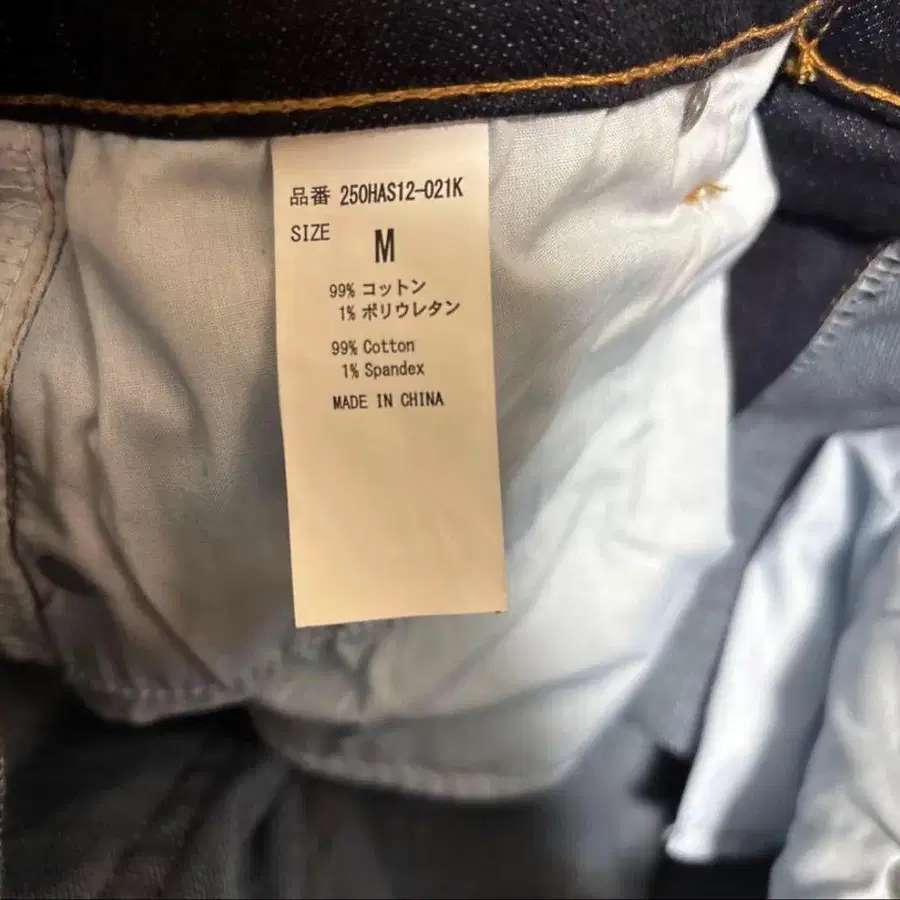 品番 250HAS12-021K
SIZE M
99% コットン
1% ポリウレタン
99% Cotton
1% Spandex
MADE IN CHINA